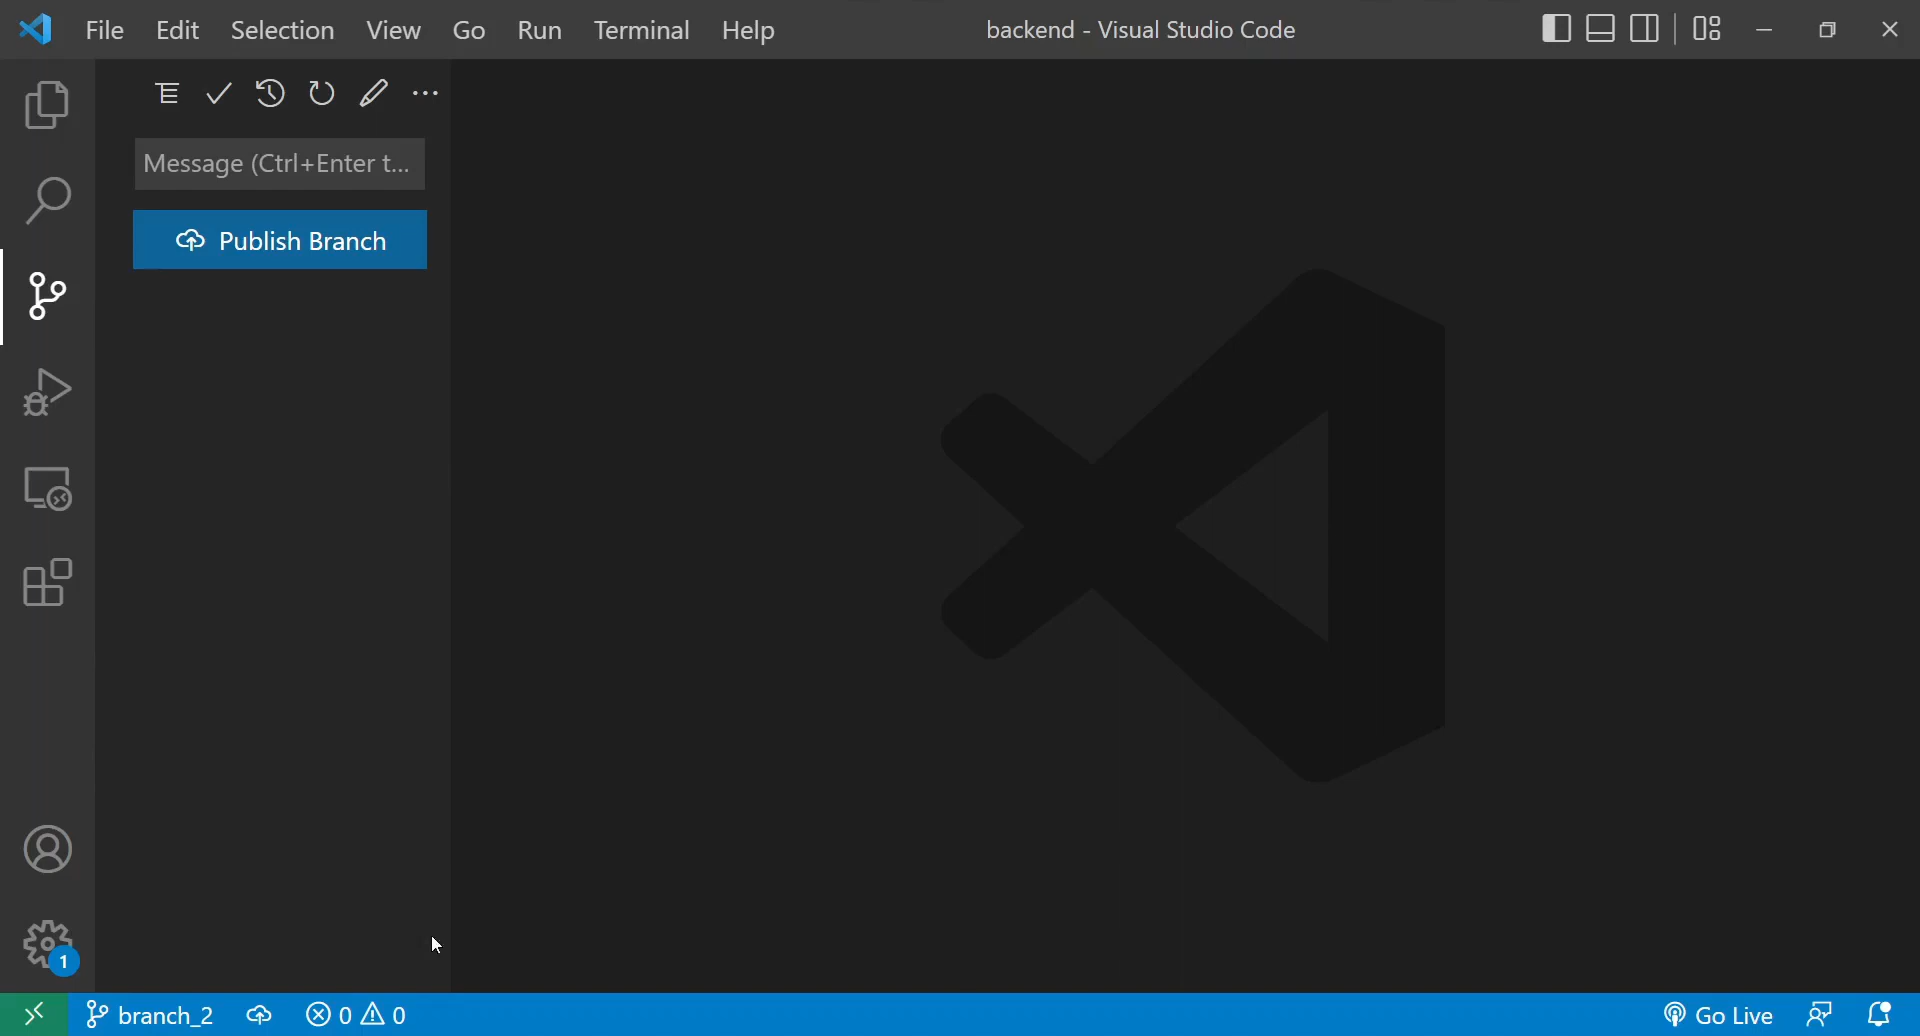 File Edit Selection View Go Run Terminal Help backend - Visual Studio Code
Message (Ctrl+Enter t...
Publish Branch
1
branch_2 0 0 Go Live